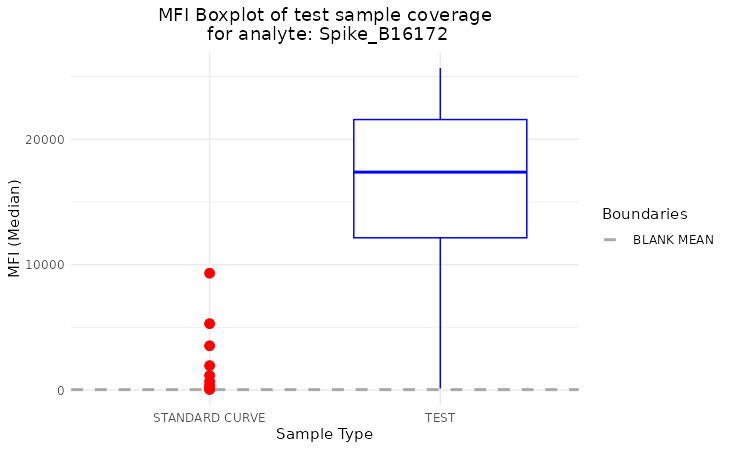 MFI Boxplot of test sample coverage
for analyte: Spike_B16172
MFI (Median)
20000
10000
0
STANDARD CURVE
TEST
Sample Type
Boundaries
BLANK MEAN